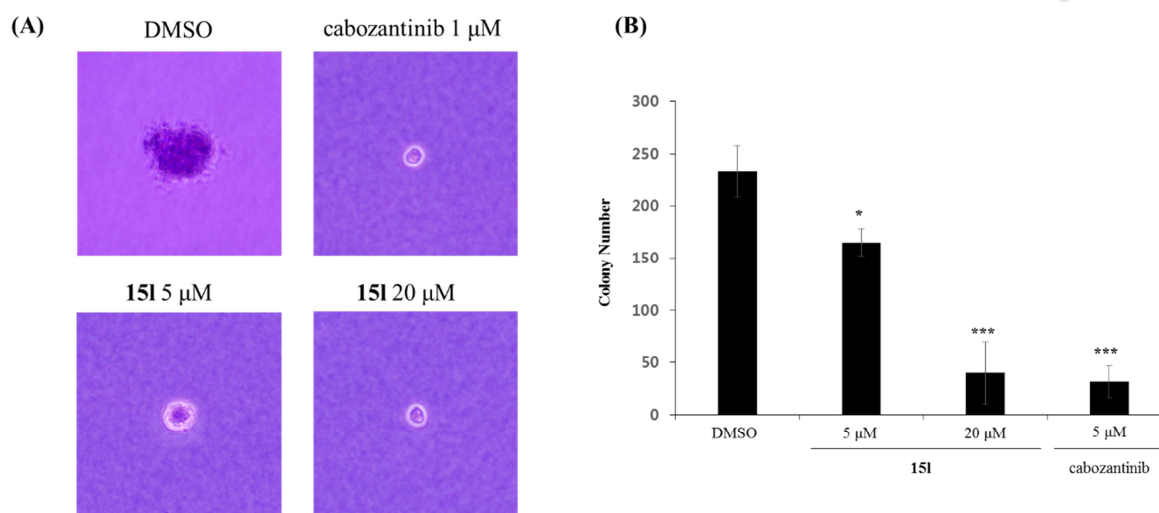 (A)
DMSO
cabozantinib 1 μM
15l 5 μM
15l 20 μM
(B)
Colony Number
300
250
200
150
100
50
0
*
***
***
DMSO
5 μM
20 μM
5 μM
15l
cabozantinib